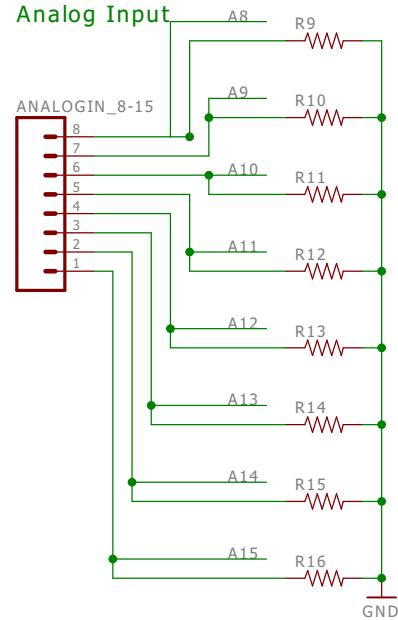 Analog Input
A8
R9
A9
R10
ANALOGIN_8-15
8
7
A10
6
R11
5
4
A11
3
R12
2
1
A12
R13
A13
R14
A14
R15
A15
R16
GND